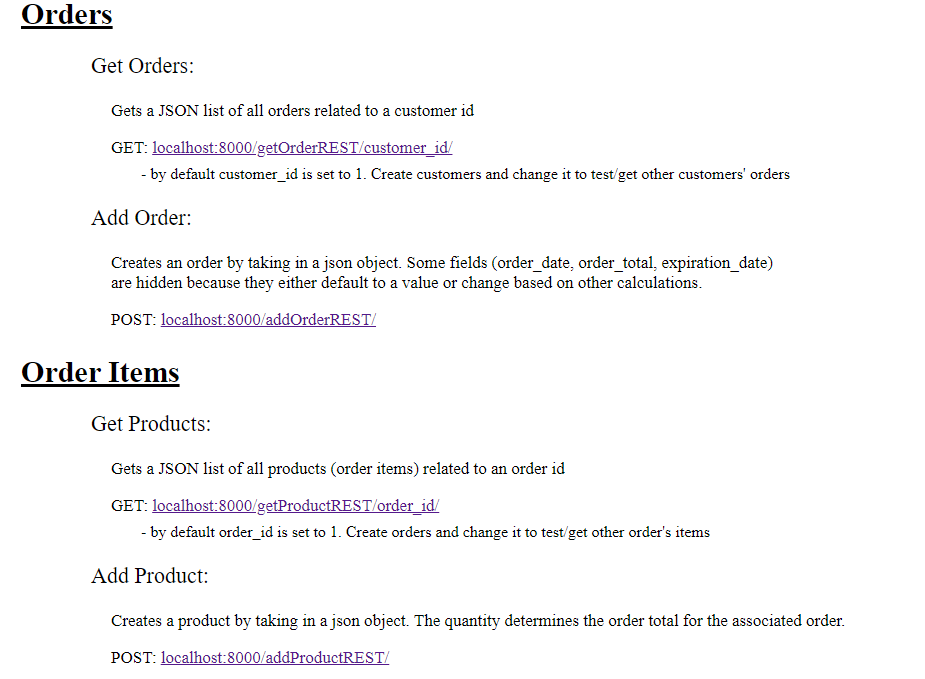 Orders
Get Orders:
Gets a JSON list of all orders related to a customer id
GET: localhost:8000/getOrderREST/customer_id/
- by default customer_id is set to 1. Create customers and change it to test/get other customers' orders
Add Order:
Creates an order by taking in a json object. Some fields (order_date, order_total, expiration_date)
are hidden because they either default to a value or change based on other calculations.
POST: localhost:8000/addOrderREST/
Order Items
Get Products:
Gets a JSON list of all products (order items) related to an order id
GET: localhost:8000/getProductREST/order_id/
- by default order_id is set to 1. Create orders and change it to test/get other order's items
Add Product:
Creates a product by taking in a json object. The quantity determines the order total for the associated order.
POST: localhost:8000/addProductREST/